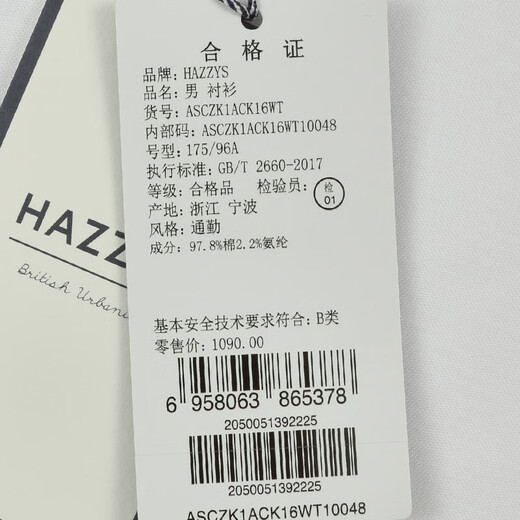 合格证
品牌: HAZZYS
品名: 男 衬衫
货号: ASCZK1ACK16WT
内部码: ASCZK1ACK16WT10048
号型: 175/96A
执行标准: GB/T 2660-2017
等级: 合格品 检验员: 检 01
产地: 浙江 宁波
风格: 通勤
成分: 97.8%棉2.2%氨纶
基本安全技术要求符合: B类
零售价: 1090.00
6 958063 865378
2050051392225
2050051392225
ASCZK1ACK16WT10048
HAZZ
British Urban